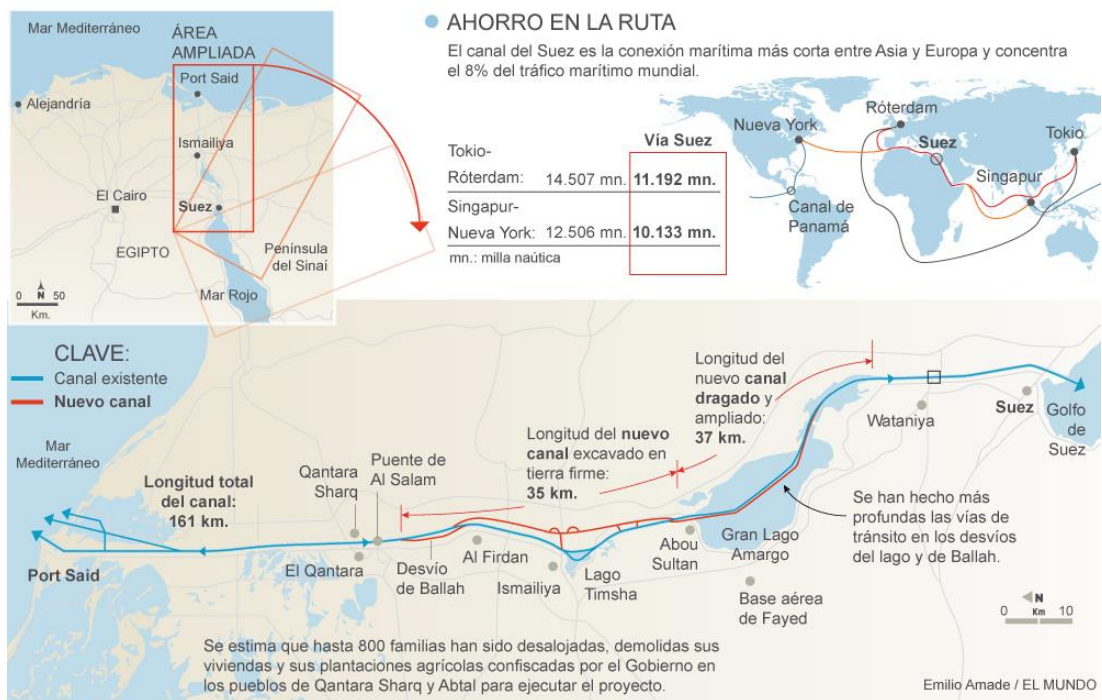 Mar Mediterráneo
ÁREA
AMPLIADA
Port Said
Alejandría
Ismailiya
El Cairo
Suez
EGIPTO
Península
del Sinaí
Mar Rojo
N
0 50
Km.
AHORRO EN LA RUTA
El canal del Suez es la conexión marítima más corta entre Asia y Europa y concentra
el 8% del tráfico marítimo mundial.
Vía Suez
Tokio-
Róterdam: 14.507 mn. 11.192 mn.
Singapur-
Nueva York: 12.506 mn. 10.133 mn.
mn.: milla naútica
Róterdam
Nueva York
Suez
Tokio
Singapur
Canal de
Panamá
CLAVE:
Canal existente
Nuevo canal
Mar
Mediterráneo
Longitud total
del canal:
161 km.
Port Said
Qantara
Sharq
Puente de
Al Salam
El Qantara
Desvío
de Ballah
Al Firdan
Ismailiya
Lago
Timsha
Longitud del nuevo
canal excavado en
tierra firme:
35 km.
Longitud del
nuevo canal
dragado y
ampliado:
37 km.
Abou
Sultan
Gran Lago
Amargo
Base aérea
de Fayed
Wataniya
Suez
Golfo
de
Suez
Se han hecho más
profundas las vías de
tránsito en los desvíos
del lago y de Ballah.
N
0 Km 10
Se estima que hasta 800 familias han sido desalojadas, demolidas sus
viviendas y sus plantaciones agrícolas confiscadas por el Gobierno en
los pueblos de Qantara Sharq y Abtal para ejecutar el proyecto.
Emilio Amade / EL MUNDO